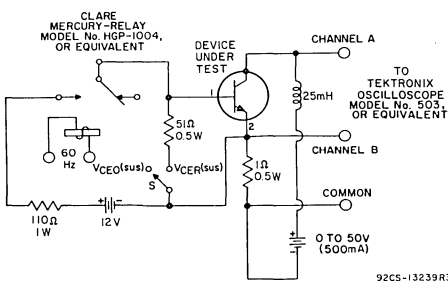 CLARE
MERCURY-RELAY
MODEL No. HGP-1004,
OR EQUIVALENT
DEVICE
UNDER
TEST
CHANNEL A
1
25mH
TO
TEKTRONIX
OSCILLOSCOPE
MODEL No. 503,
OR EQUIVALENT
51Ω
0.5W
2
CHANNEL B
60
Hz
VCEO(sus)
VCER(sus)
S
1Ω
0.5W
COMMON
110Ω
1W
+ -
12V
+
-
0 TO 50V
(500mA)
92CS-13239R3